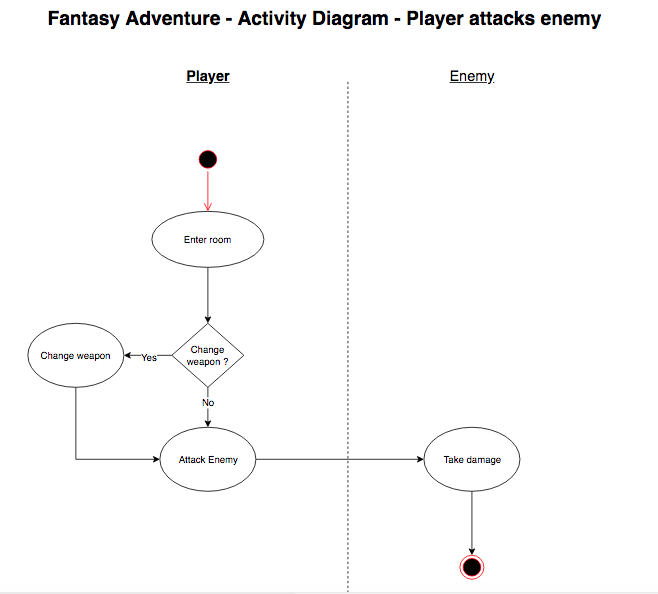 Fantasy Adventure - Activity Diagram - Player attacks enemy
Player
Enemy
Enter room
Change
weapon ?
Yes
Change weapon
No
Attack Enemy
Take damage